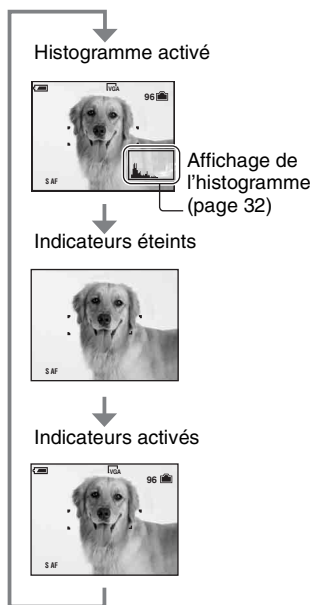 Histogramme activé
VGA
96
S AF
Affichage de
l'histogramme
(page 32)
Indicateurs éteints
S AF
Indicateurs activés
VGA
96
S AF